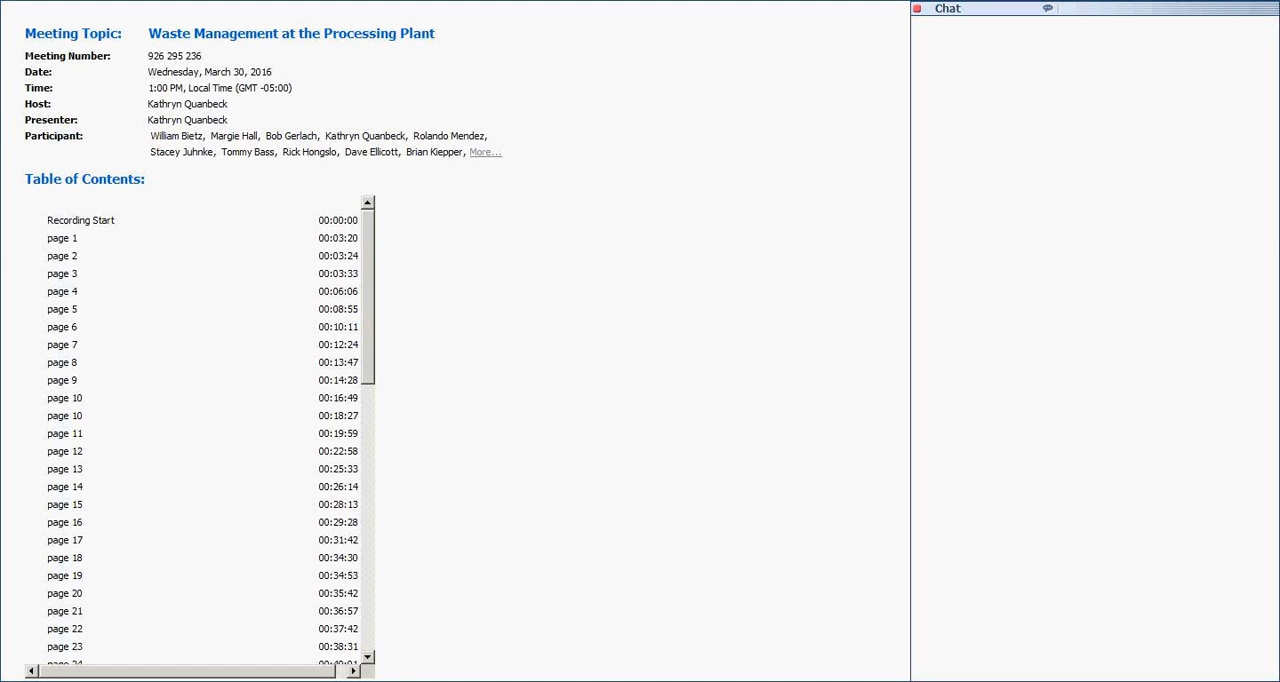 Chat
Meeting Topic: Waste Management at the Processing Plant
Meeting Number: 926 295 236
Date: Wednesday, March 30, 2016
Time: 1:00 PM, Local Time (GMT -05:00)
Host: Kathryn Quanbeck
Presenter: Kathryn Quanbeck
Participant: William Bietz, Margie Hall, Bob Gerlach, Kathryn Quanbeck, Rolando Mendez,
Stacey Juhnke, Tommy Bass, Rick Hongslo, Dave Ellicott, Brian Kiepper, More...
Table of Contents:
Recording Start 00:00:00
page 1 00:03:20
page 2 00:03:24
page 3 00:03:33
page 4 00:06:06
page 5 00:08:55
page 6 00:10:11
page 7 00:12:24
page 8 00:13:47
page 9 00:14:28
page 10 00:16:49
page 10 00:18:27
page 11 00:19:59
page 12 00:22:58
page 13 00:25:33
page 14 00:26:14
page 15 00:28:13
page 16 00:29:28
page 17 00:31:42
page 18 00:34:30
page 19 00:34:53
page 20 00:35:42
page 21 00:36:57
page 22 00:37:42
page 23 00:38:31